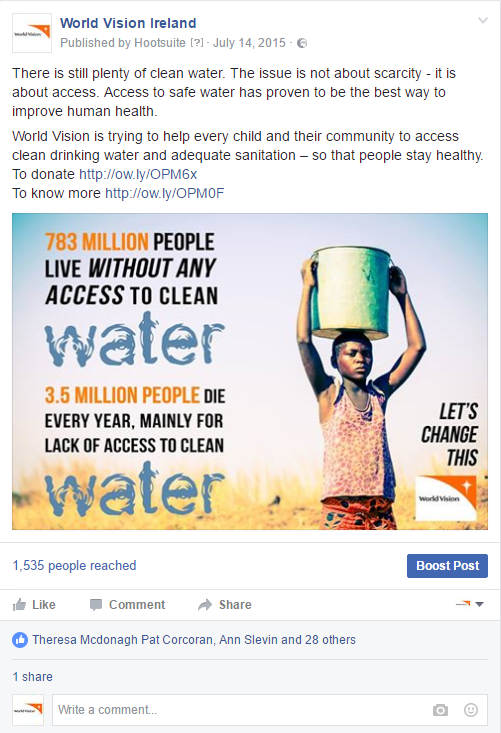 World Vision
World Vision Ireland
Published by Hootsuite [?] · July 14, 2015 ·
There is still plenty of clean water. The issue is not about scarcity - it is
about access. Access to safe water has proven to be the best way to
improve human health.
World Vision is trying to help every child and their community to access
clean drinking water and adequate sanitation – so that people stay healthy.
To donate http://ow.ly/OPM6x
To know more http://ow.ly/OPM0F
783 MILLION PEOPLE
LIVE WITHOUT ANY
ACCESS TO CLEAN
water
3.5 MILLION PEOPLE DIE
EVERY YEAR, MAINLY FOR
LACK OF ACCESS TO CLEAN
water
LET'S
CHANGE
THIS
World Vision
1,535 people reached
Boost Post
Like Comment Share
Theresa Mcdonagh Pat Corcoran, Ann Slevin and 28 others
1 share
World Vision
Write a comment...